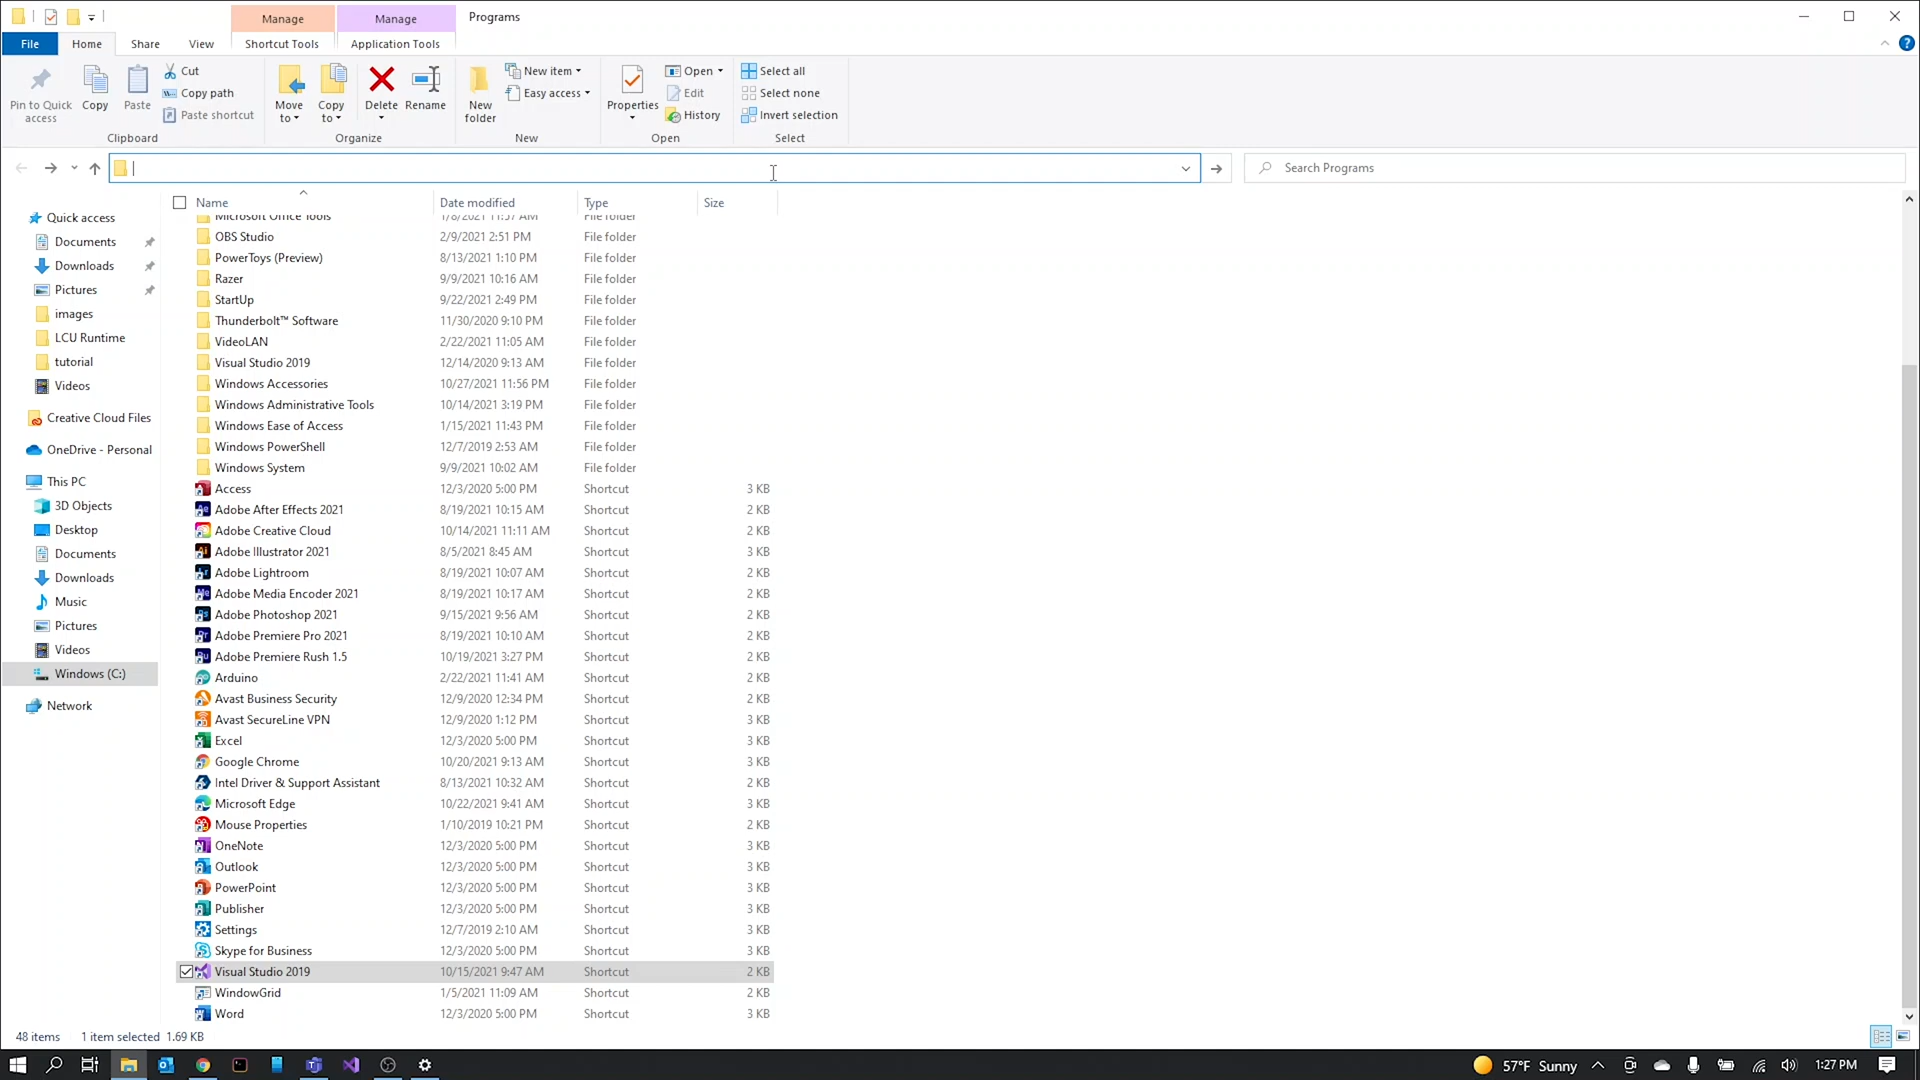 Manage
Manage
Programs
File
Home
Share
View
Shortcut Tools
Application Tools
Pin to Quick access
Copy
Paste
Cut
Copy path
Paste shortcut
Clipboard
Move to
Copy to
Delete
Rename
Organize
New folder
New item
Easy access
New
Properties
Open
Edit
History
Open
Select all
Select none
Invert selection
Select
Search Programs
Quick access
Documents
Downloads
Pictures
images
LCU Runtime
tutorial
Videos
Creative Cloud Files
OneDrive - Personal
This PC
3D Objects
Desktop
Documents
Downloads
Music
Pictures
Videos
Windows (C:)
Network
Name Date modified Type Size
Microsoft Office Tools 1/8/2021 11:57 AM File folder
OBS Studio 2/9/2021 2:51 PM File folder
PowerToys (Preview) 8/13/2021 1:10 PM File folder
Razer 9/9/2021 10:16 AM File folder
StartUp 9/22/2021 2:49 PM File folder
Thunderbolt™ Software 11/30/2020 9:10 PM File folder
VideoLAN 2/22/2021 11:05 AM File folder
Visual Studio 2019 12/14/2020 9:13 AM File folder
Windows Accessories 10/27/2021 11:56 PM File folder
Windows Administrative Tools 10/14/2021 3:19 PM File folder
Windows Ease of Access 1/15/2021 11:43 PM File folder
Windows PowerShell 12/7/2019 2:53 AM File folder
Windows System 9/9/2021 10:02 AM File folder
Access 12/3/2020 5:00 PM Shortcut 3 KB
Adobe After Effects 2021 8/19/2021 10:15 AM Shortcut 2 KB
Adobe Creative Cloud 10/14/2021 11:11 AM Shortcut 2 KB
Adobe Illustrator 2021 8/5/2021 8:45 AM Shortcut 3 KB
Adobe Lightroom 8/19/2021 10:07 AM Shortcut 2 KB
Adobe Media Encoder 2021 8/19/2021 10:17 AM Shortcut 2 KB
Adobe Photoshop 2021 9/15/2021 9:56 AM Shortcut 2 KB
Adobe Premiere Pro 2021 8/19/2021 10:10 AM Shortcut 2 KB
Adobe Premiere Rush 1.5 10/19/2021 3:27 PM Shortcut 2 KB
Arduino 2/22/2021 11:41 AM Shortcut 2 KB
Avast Business Security 12/9/2020 12:34 PM Shortcut 2 KB
Avast SecureLine VPN 12/9/2020 1:12 PM Shortcut 3 KB
Excel 12/3/2020 5:00 PM Shortcut 3 KB
Google Chrome 10/20/2021 9:13 AM Shortcut 3 KB
Intel Driver & Support Assistant 8/13/2021 10:32 AM Shortcut 2 KB
Microsoft Edge 10/22/2021 9:41 AM Shortcut 3 KB
Mouse Properties 1/10/2019 10:21 PM Shortcut 2 KB
OneNote 12/3/2020 5:00 PM Shortcut 3 KB
Outlook 12/3/2020 5:00 PM Shortcut 3 KB
PowerPoint 12/3/2020 5:00 PM Shortcut 3 KB
Publisher 12/3/2020 5:00 PM Shortcut 3 KB
Settings 12/7/2019 2:10 AM Shortcut 3 KB
Skype for Business 12/3/2020 5:00 PM Shortcut 3 KB
Visual Studio 2019 10/15/2021 9:47 AM Shortcut 2 KB
WindowGrid 1/5/2021 11:09 AM Shortcut 2 KB
Word 12/3/2020 5:00 PM Shortcut 3 KB
48 items 1 item selected 1.69 KB
57°F Sunny 1:27 PM